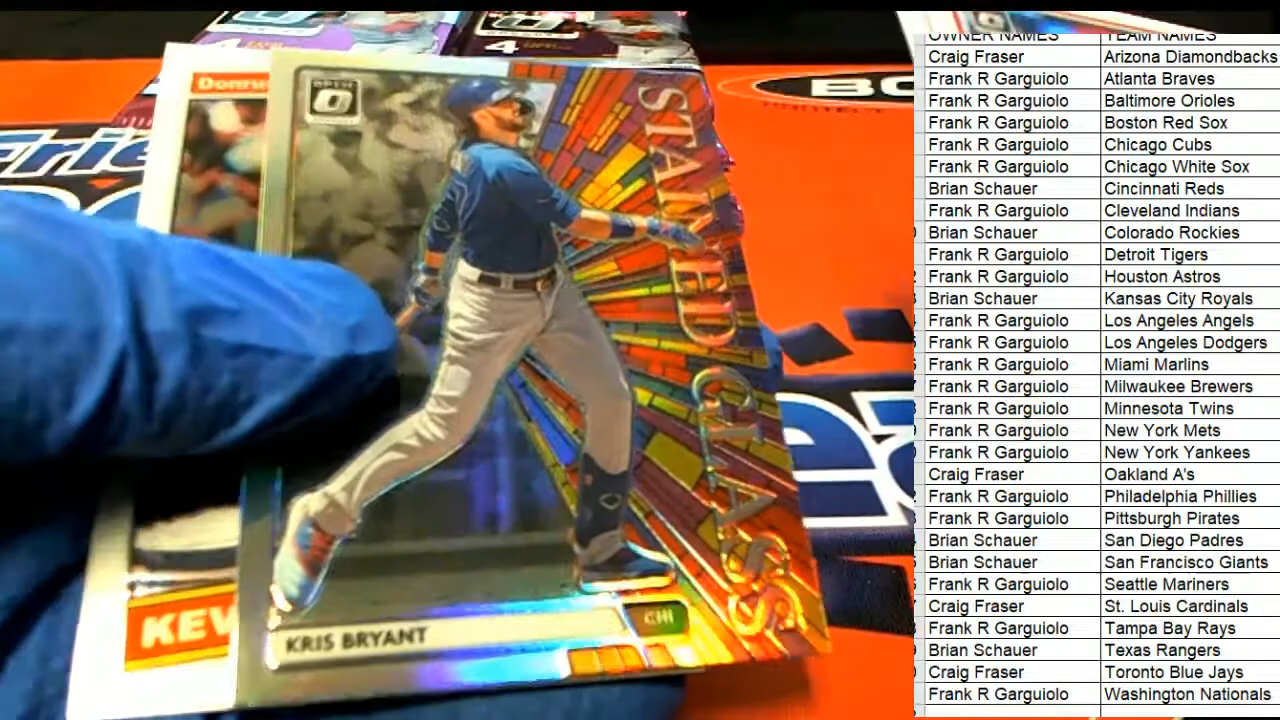 OWNER NAMES TEAM NAMES
Craig Fraser Arizona Diamondbacks
Frank R Garguiolo Atlanta Braves
Frank R Garguiolo Baltimore Orioles
Frank R Garguiolo Boston Red Sox
Frank R Garguiolo Chicago Cubs
Frank R Garguiolo Chicago White Sox
Brian Schauer Cincinnati Reds
Frank R Garguiolo Cleveland Indians
Brian Schauer Colorado Rockies
Frank R Garguiolo Detroit Tigers
Frank R Garguiolo Houston Astros
Brian Schauer Kansas City Royals
Frank R Garguiolo Los Angeles Angels
Frank R Garguiolo Los Angeles Dodgers
Frank R Garguiolo Miami Marlins
Frank R Garguiolo Milwaukee Brewers
Frank R Garguiolo Minnesota Twins
Frank R Garguiolo New York Mets
Frank R Garguiolo New York Yankees
Craig Fraser Oakland A's
Frank R Garguiolo Philadelphia Phillies
Frank R Garguiolo Pittsburgh Pirates
Brian Schauer San Diego Padres
Brian Schauer San Francisco Giants
Frank R Garguiolo Seattle Mariners
Craig Fraser St. Louis Cardinals
Frank R Garguiolo Tampa Bay Rays
Brian Schauer Texas Rangers
Craig Fraser Toronto Blue Jays
Frank R Garguiolo Washington Nationals
4
Donru
BO
STAINED GLASS
KRIS BRYANT
CHI
KEV